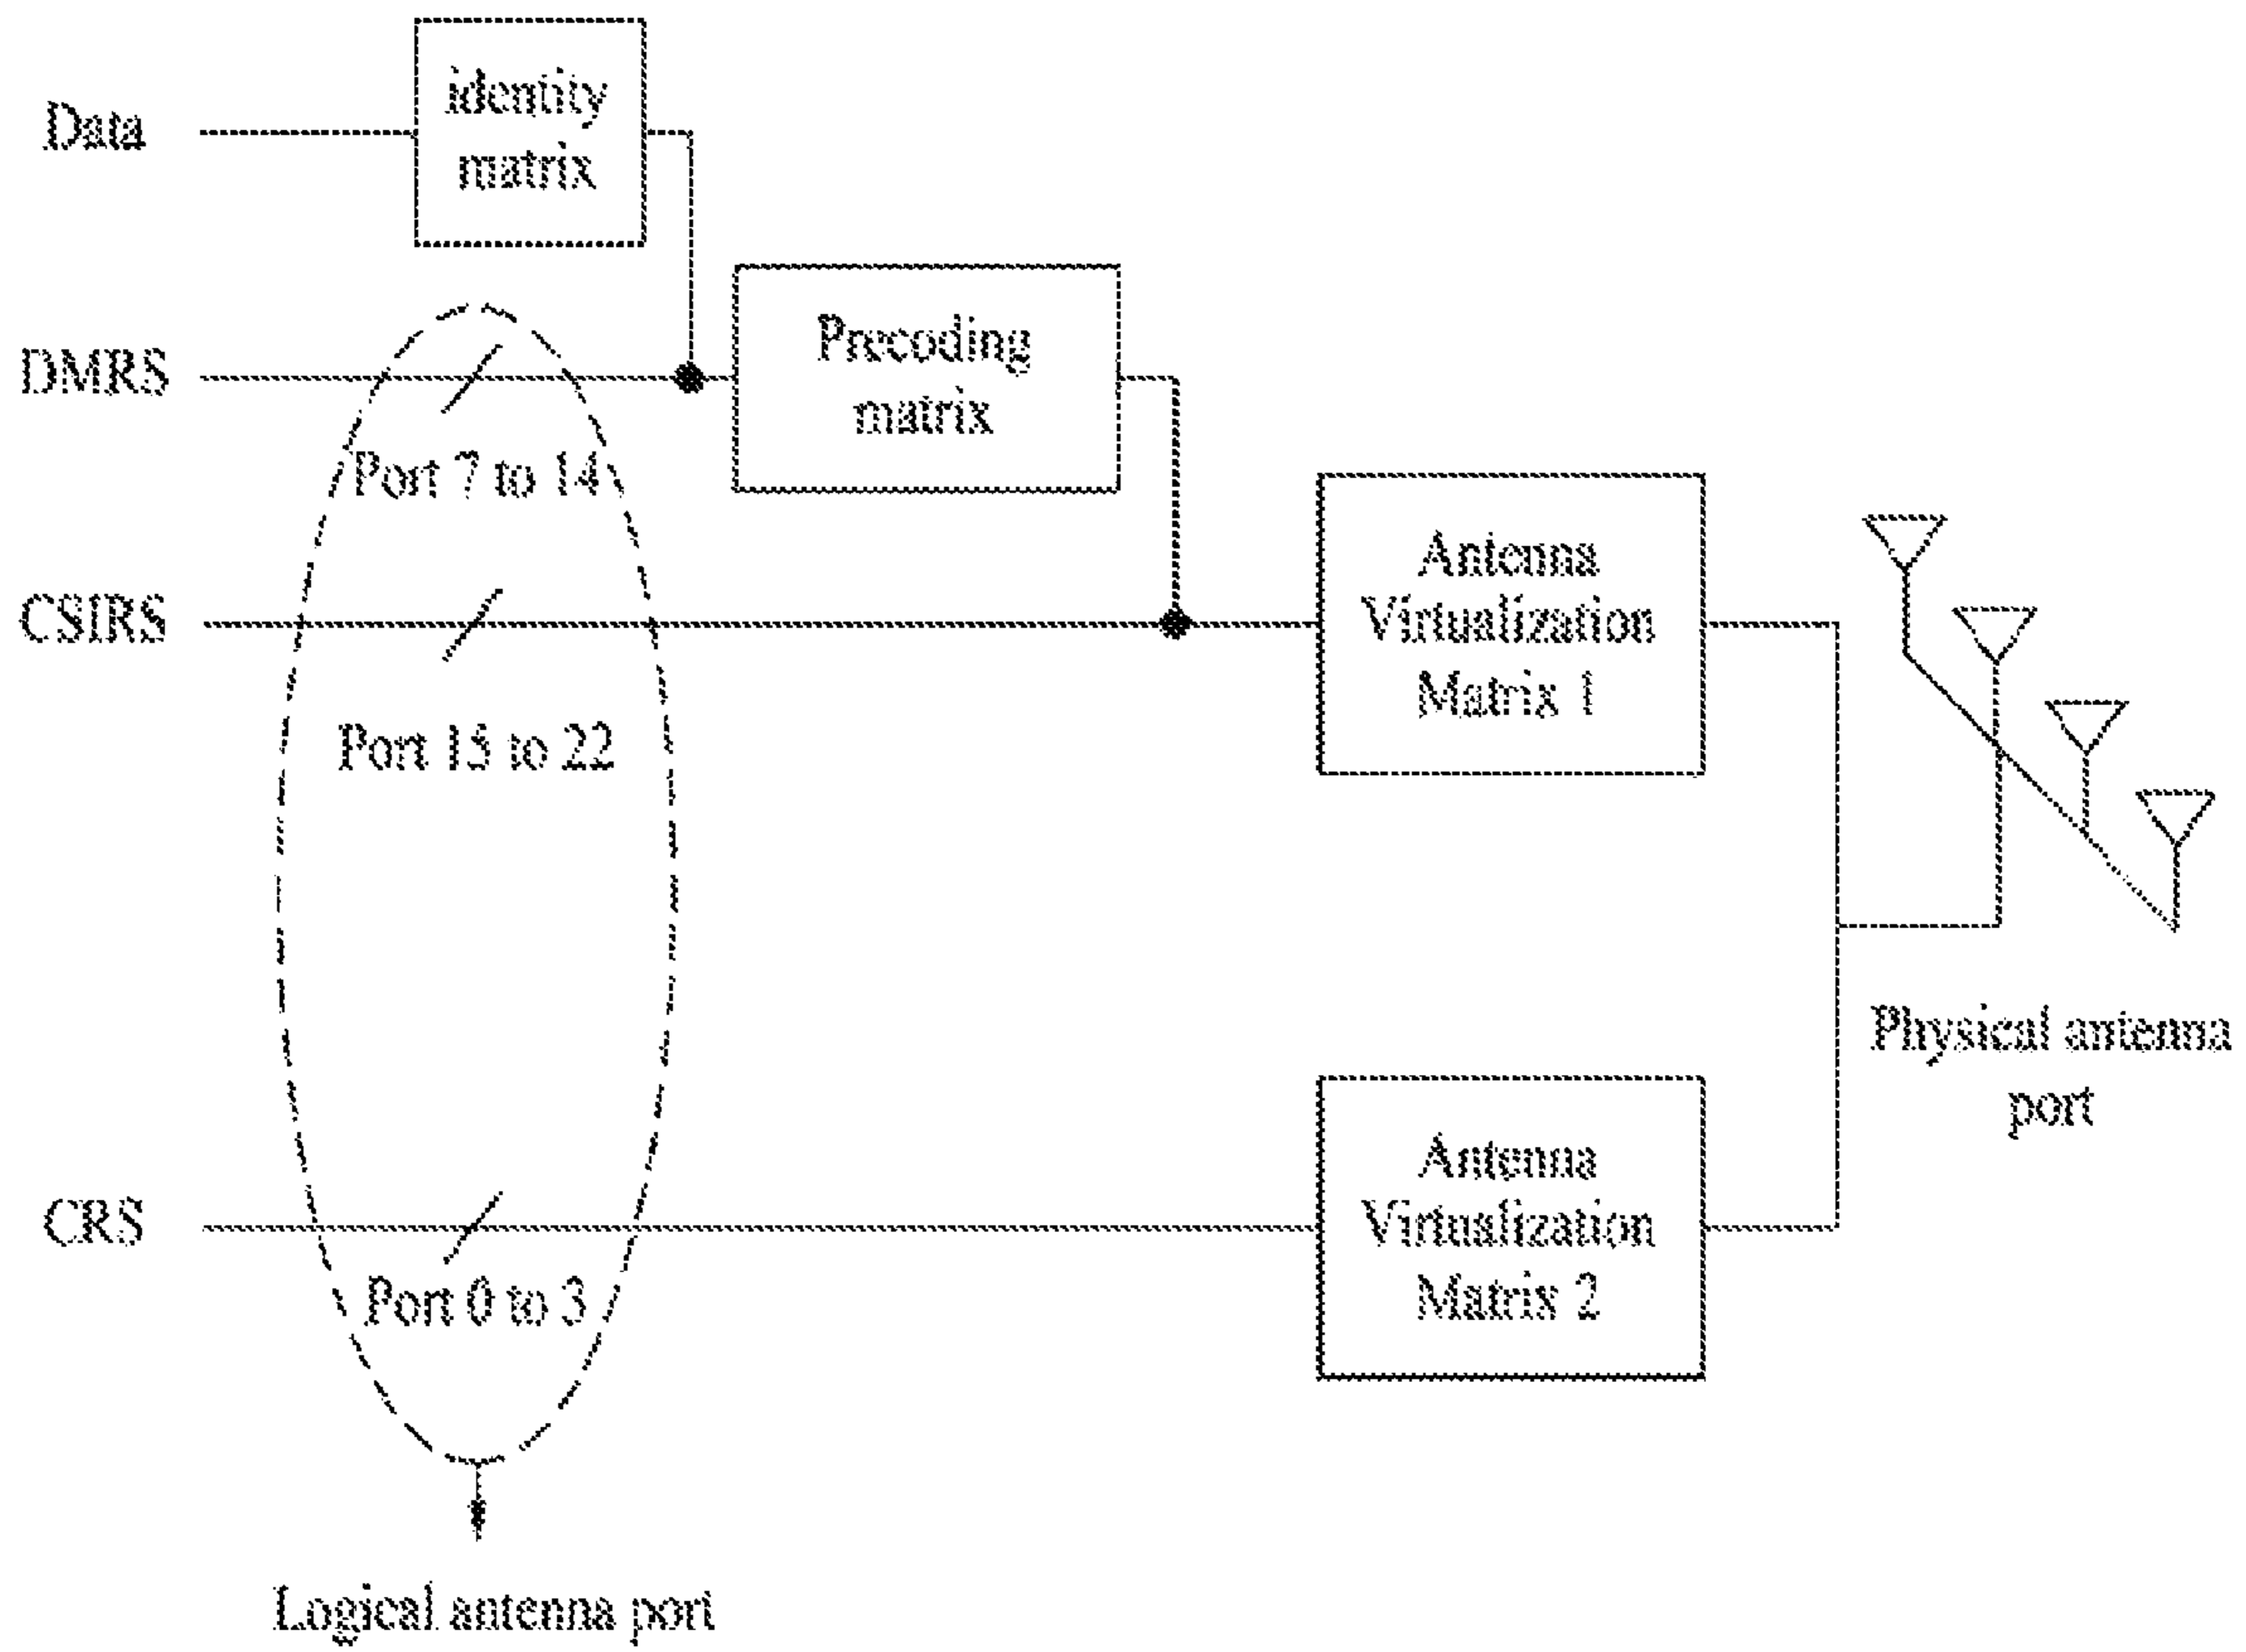 Data
identity
matrix
DMRS
Port 7 to 14
Precoding
matrix
CSIRS
Port 15 to 22
Antenna
Virtualization
Matrix 1
Physical antenna
port
CRS
Port 0 to 3
Antenna
Virtualization
Matrix 2
Logical antenna port